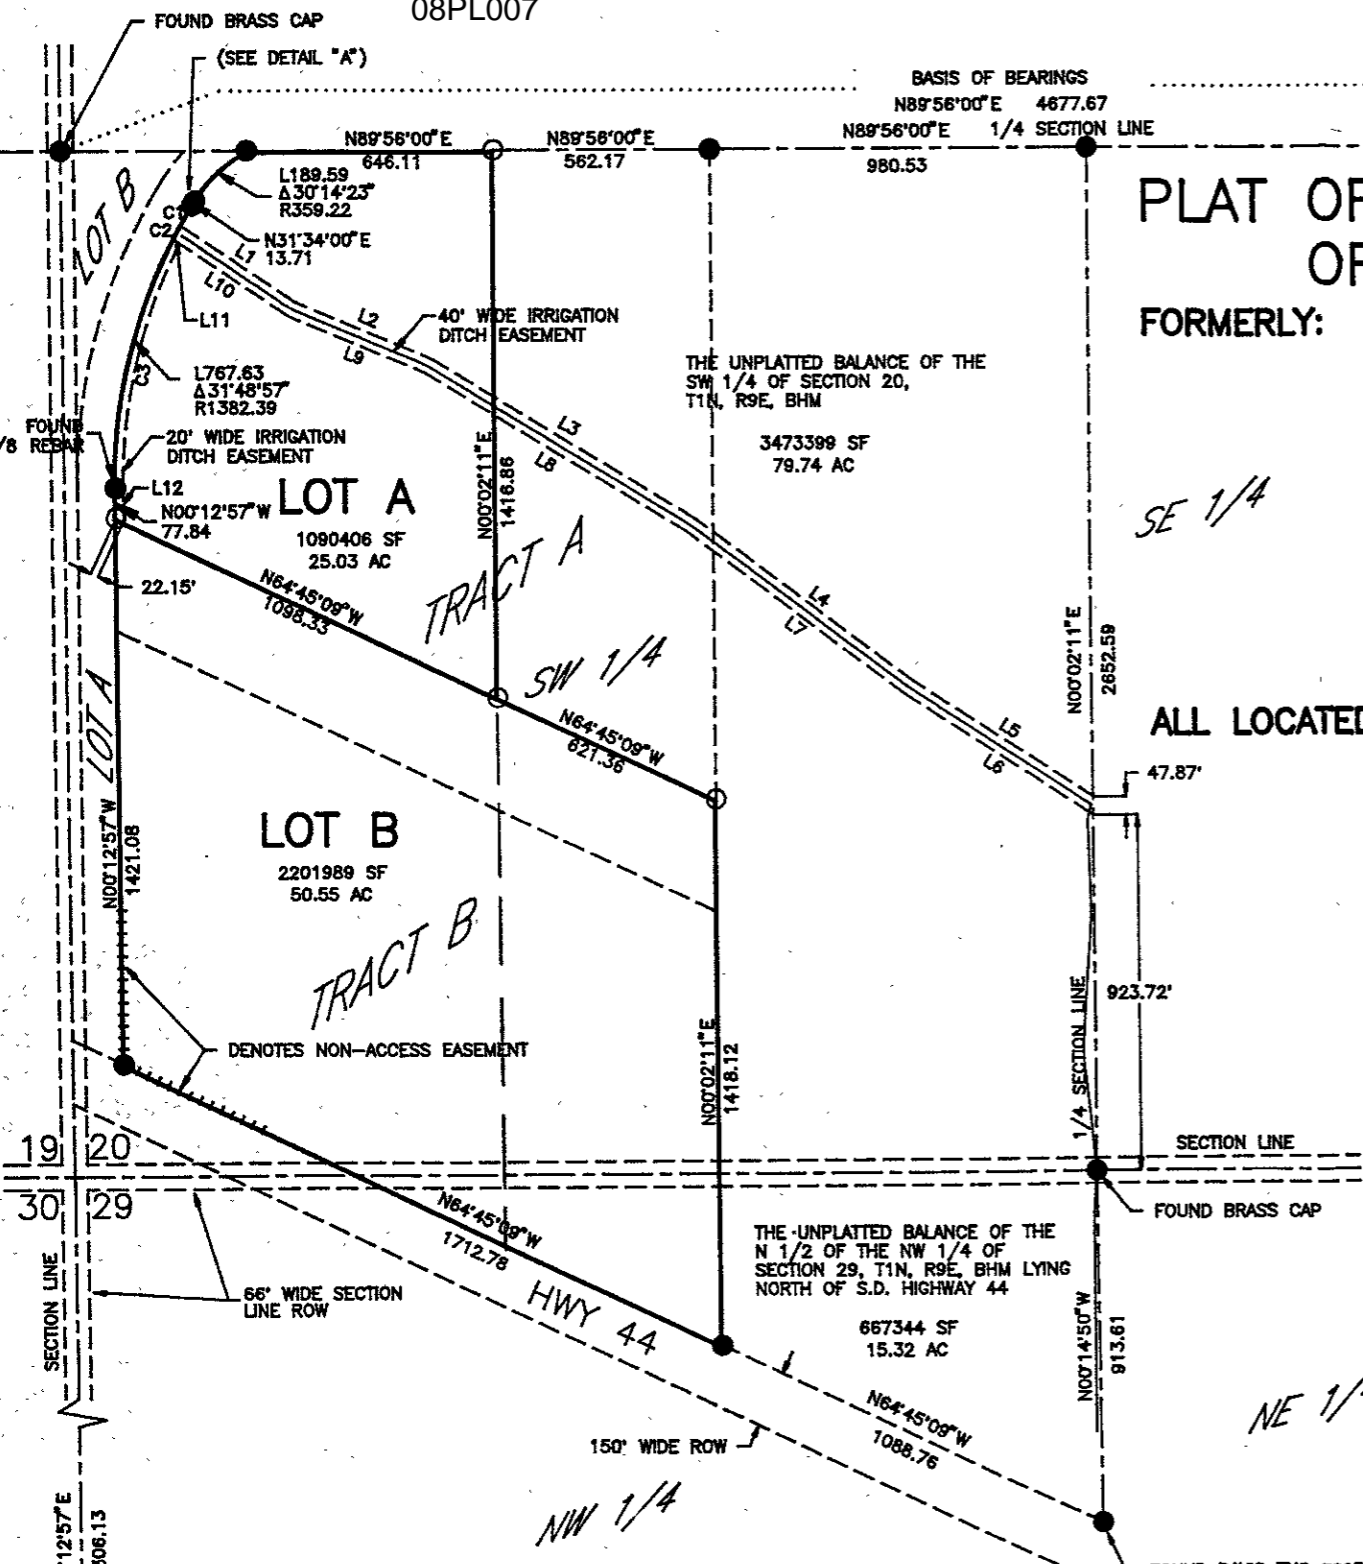 08PL007
FOUND BRASS CAP
(SEE DETAIL "A")
BASIS OF BEARINGS
N89°56'00"E 4677.67
N89°56'00"E
646.11
N89°56'00"E
562.17
N89°56'00"E 1/4 SECTION LINE
980.53
LOT B
L189.59
Δ30°14'23"
R359.22
C1
C2
N31°34'00"E
13.71
PLAT OF
OF
FORMERLY:
L1
L10
L11
L2
L9
40' WIDE IRRIGATION
DITCH EASEMENT
C3
L767.63
Δ31°48'57"
R1382.39
THE UNPLATTED BALANCE OF THE
SW 1/4 OF SECTION 20,
T1N, R9E, BHM
3473399 SF
79.74 AC
FOUND
/8 REBAR
20' WIDE IRRIGATION
DITCH EASEMENT
L3
L8
N00°02'11"E
1416.86
L12
N00°12'57"W
77.84
LOT A
1090406 SF
25.03 AC
SE 1/4
22.15'
N64°45'09"W
1098.33
TRACT A
L4
L7
SW 1/4
N00°02'11"E
2652.59
LOT A
N64°45'09"W
621.36
L5
L6
ALL LOCATED
47.87'
N00°12'57"W
1421.08
LOT B
2201989 SF
50.55 AC
TRACT B
923.72'
1/4 SECTION LINE
DENOTES NON-ACCESS EASEMENT
N00°02'11"E
1418.12
19 20
SECTION LINE
30 29
FOUND BRASS CAP
N64°45'09"W
1712.78
THE UNPLATTED BALANCE OF THE
N 1/2 OF THE NW 1/4 OF
SECTION 29, T1N, R9E, BHM LYING
NORTH OF S.D. HIGHWAY 44
667344 SF
15.32 AC
SECTION LINE
66' WIDE SECTION
LINE ROW
HWY 44
N00°14'50"W
913.61
N64°45'09"W
1088.76
NE 1/
150' WIDE ROW
NW 1/4
°12'57"E
306.13